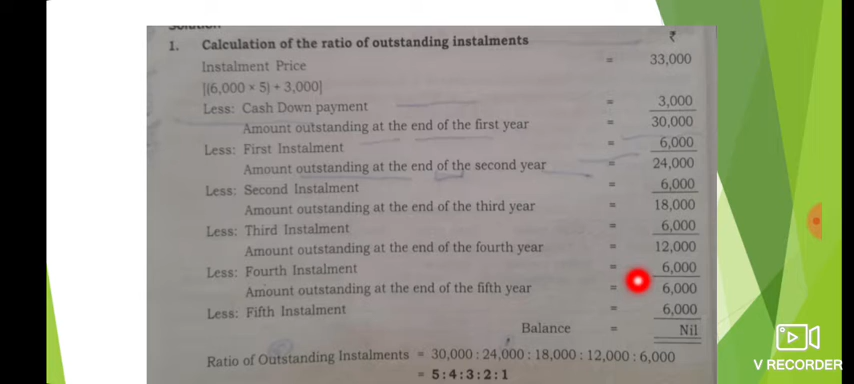 Solution
1. Calculation of the ratio of outstanding instalments ₹
Instalment Price = 33,000
[(6,000 × 5) + 3,000]
Less: Cash Down payment = 3,000
Amount outstanding at the end of the first year = 30,000
Less: First Instalment = 6,000
Amount outstanding at the end of the second year = 24,000
Less: Second Instalment = 6,000
Amount outstanding at the end of the third year = 18,000
Less: Third Instalment = 6,000
Amount outstanding at the end of the fourth year = 12,000
Less: Fourth Instalment = 6,000
Amount outstanding at the end of the fifth year = 6,000
Less: Fifth Instalment = 6,000
Balance = Nil
Ratio of Outstanding Instalments = 30,000 : 24,000 : 18,000 : 12,000 : 6,000
= 5 : 4 : 3 : 2 : 1
V RECORDER